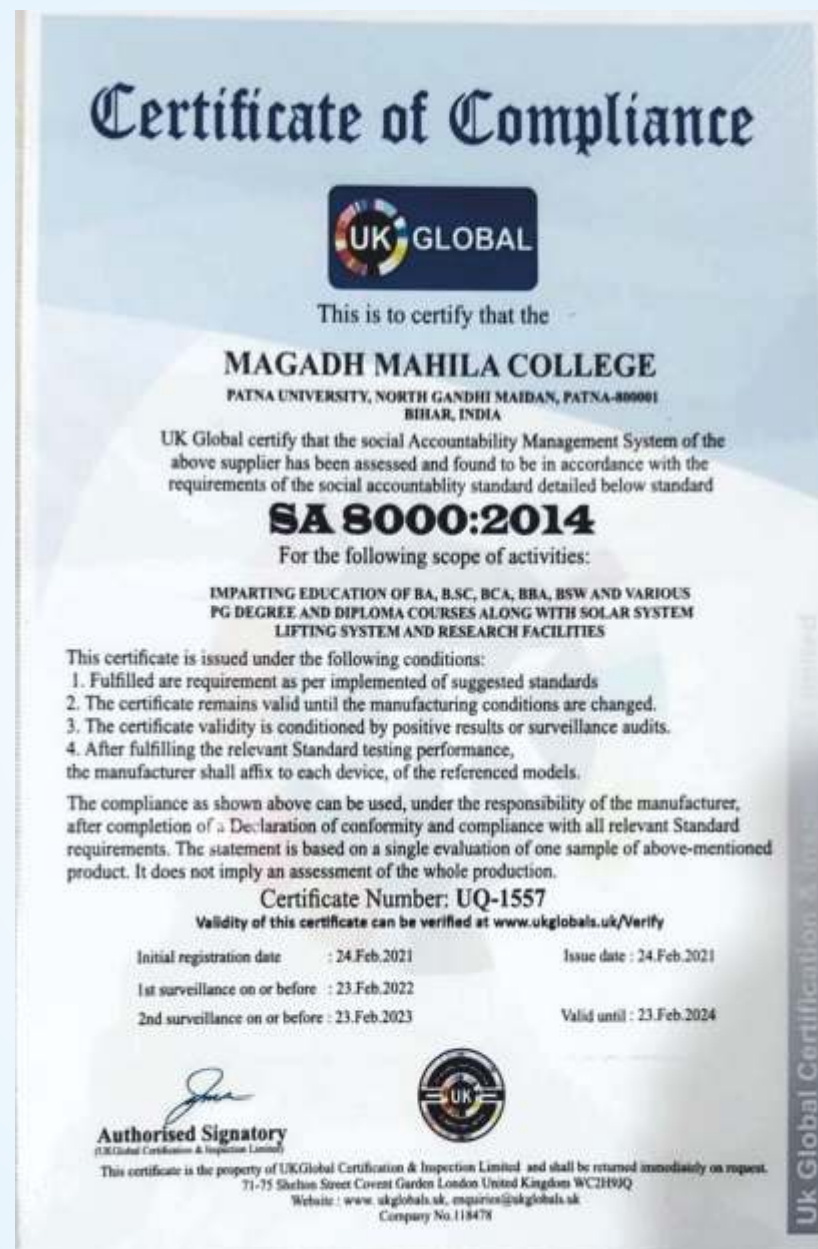 Certificate of Compliance
UK GLOBAL
This is to certify that the
MAGADH MAHILA COLLEGE
PATNA UNIVERSITY, NORTH GANDHI MAIDAN, PATNA-800001
BIHAR, INDIA
UK Global certify that the social Accountability Management System of the
above supplier has been assessed and found to be in accordance with the
requirements of the social accountablity standard detailed below standard
SA 8000:2014
For the following scope of activities:
IMPARTING EDUCATION OF BA, B.SC, BCA, BBA, BSW AND VARIOUS
PG DEGREE AND DIPLOMA COURSES ALONG WITH SOLAR SYSTEM
LIFTING SYSTEM AND RESEARCH FACILITIES
This certificate is issued under the following conditions:
1. Fulfilled are requirement as per implemented of suggested standards
2. The certificate remains valid until the manufacturing conditions are changed.
3. The certificate validity is conditioned by positive results or surveillance audits.
4. After fulfilling the relevant Standard testing performance,
the manufacturer shall affix to each device, of the referenced models.
The compliance as shown above can be used, under the responsibility of the manufacturer,
after completion of a Declaration of conformity and compliance with all relevant Standard
requirements. The statement is based on a single evaluation of one sample of above-mentioned
product. It does not imply an assessment of the whole production.
Certificate Number: UQ-1557
Validity of this certificate can be verified at www.ukglobals.uk/Verify
Initial registration date : 24.Feb.2021 Issue date : 24.Feb.2021
1st surveillance on or before : 23.Feb.2022
2nd surveillance on or before : 23.Feb.2023 Valid until : 23.Feb.2024
UK
Authorised Signatory
(UKGlobal Certification & Inspection Limited)
This certificate is the property of UKGlobal Certification & Inspection Limited and shall be returned immediately on request.
71-75 Shelton Street Covent Garden London United Kingdom WC2H9JQ
Website : www. ukglobals.uk, enquiries@ukglobals.uk
Company No.118478
Uk Global Certification &